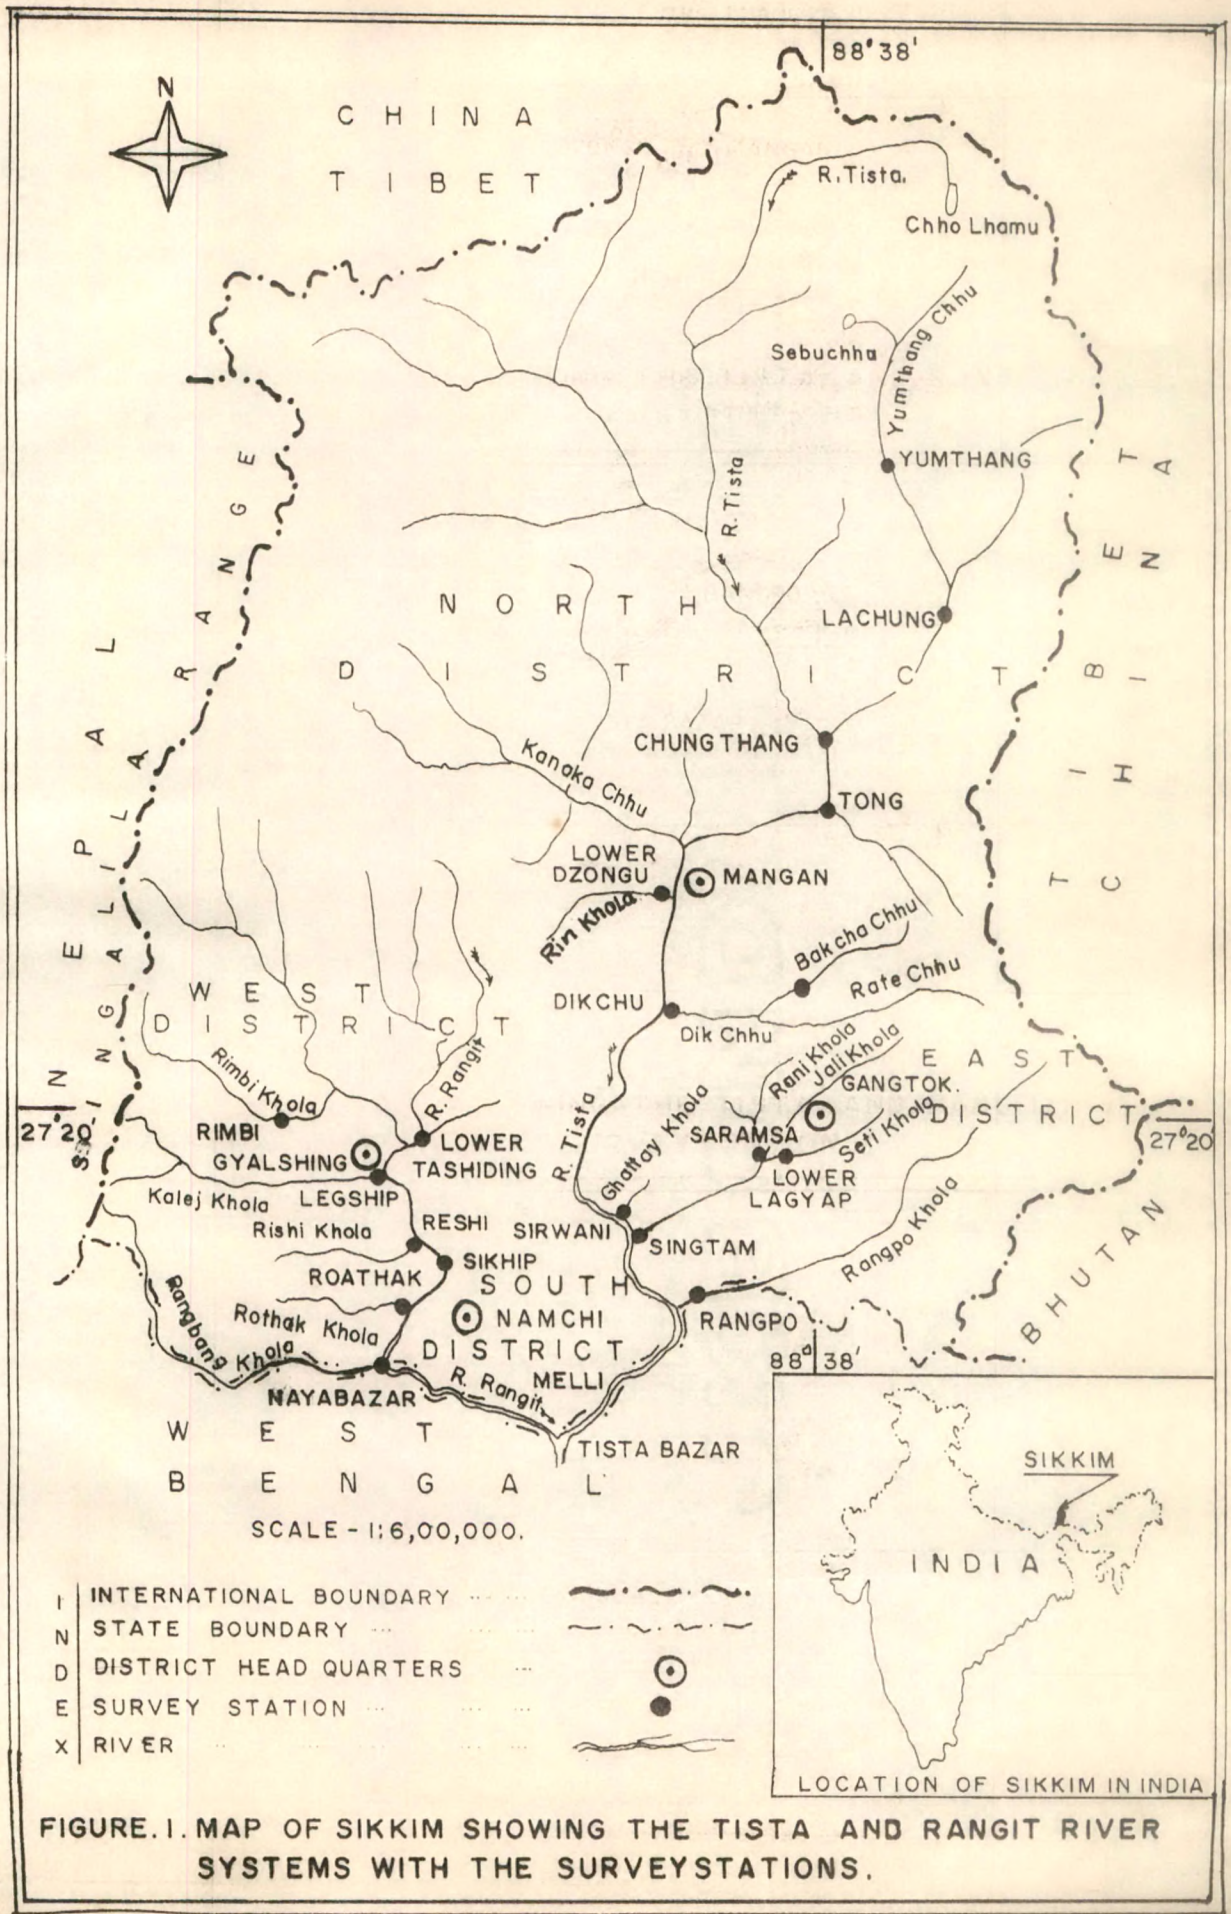 88°38'
N
CHINA
TIBET
R.Tista.
Chho Lhamu
Sebuchha
Yumthang Chhu
YUMTHANG
R.Tista
NEPAL
SINGALILLA RANGE
TIBET
CHINA
NORTH
DISTRICT
LACHUNG
CHUNGTHANG
Kanaka Chhu
TONG
LOWER
DZONGU
MANGAN
Rin Khola
Bakcha Chhu
Rate Chhu
DIKCHU
Dik Chhu
WEST
DISTRICT
Rimbi Khola
R. Rangit
R. Tista
Ghattay Khola
Rani Khola
Jali Khola
EAST
DISTRICT
GANGTOK.
27°20'
27°20'
RIMBI
GYALSHING
LOWER
TASHIDING
SARAMSA
Seti Khola
LOWER
LAGYAP
Kalej Khola
LEGSHIP
Rishi Khola
RESHI
SIRWANI
SINGTAM
Rangpo Khola
BHUTAN
SIKHIP
ROATHAK
SOUTH
DISTRICT
NAMCHI
Rothak Khola
RANGPO
Rangbang Khola
88°38'
R. Rangit
MELLI
NAYABAZAR
TISTA BAZAR
WEST
BENGAL
SCALE - 1:6,00,000.
SIKKIM
INDIA
LOCATION OF SIKKIM IN INDIA
INDEX
INTERNATIONAL BOUNDARY
STATE BOUNDARY
DISTRICT HEAD QUARTERS
SURVEY STATION
RIVER
FIGURE.1. MAP OF SIKKIM SHOWING THE TISTA AND RANGIT RIVER
SYSTEMS WITH THE SURVEYSTATIONS.